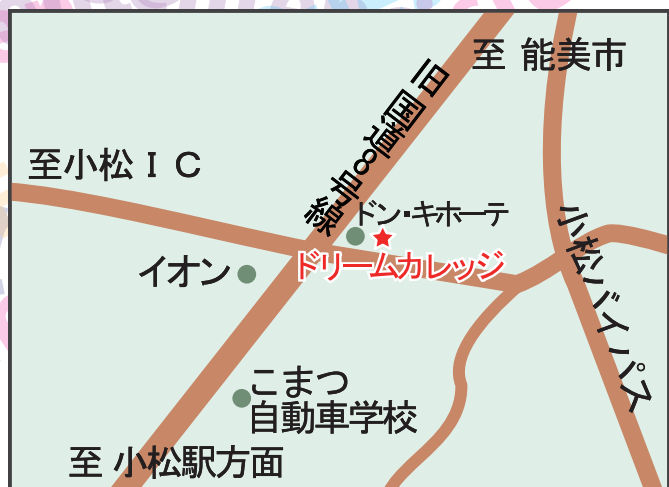 至 能美市
旧国道8号線
至小松ＩＣ
ドン・キホーテ
小松バイパス
イオン
ドリームカレッジ
こまつ
自動車学校
至 小松駅方面